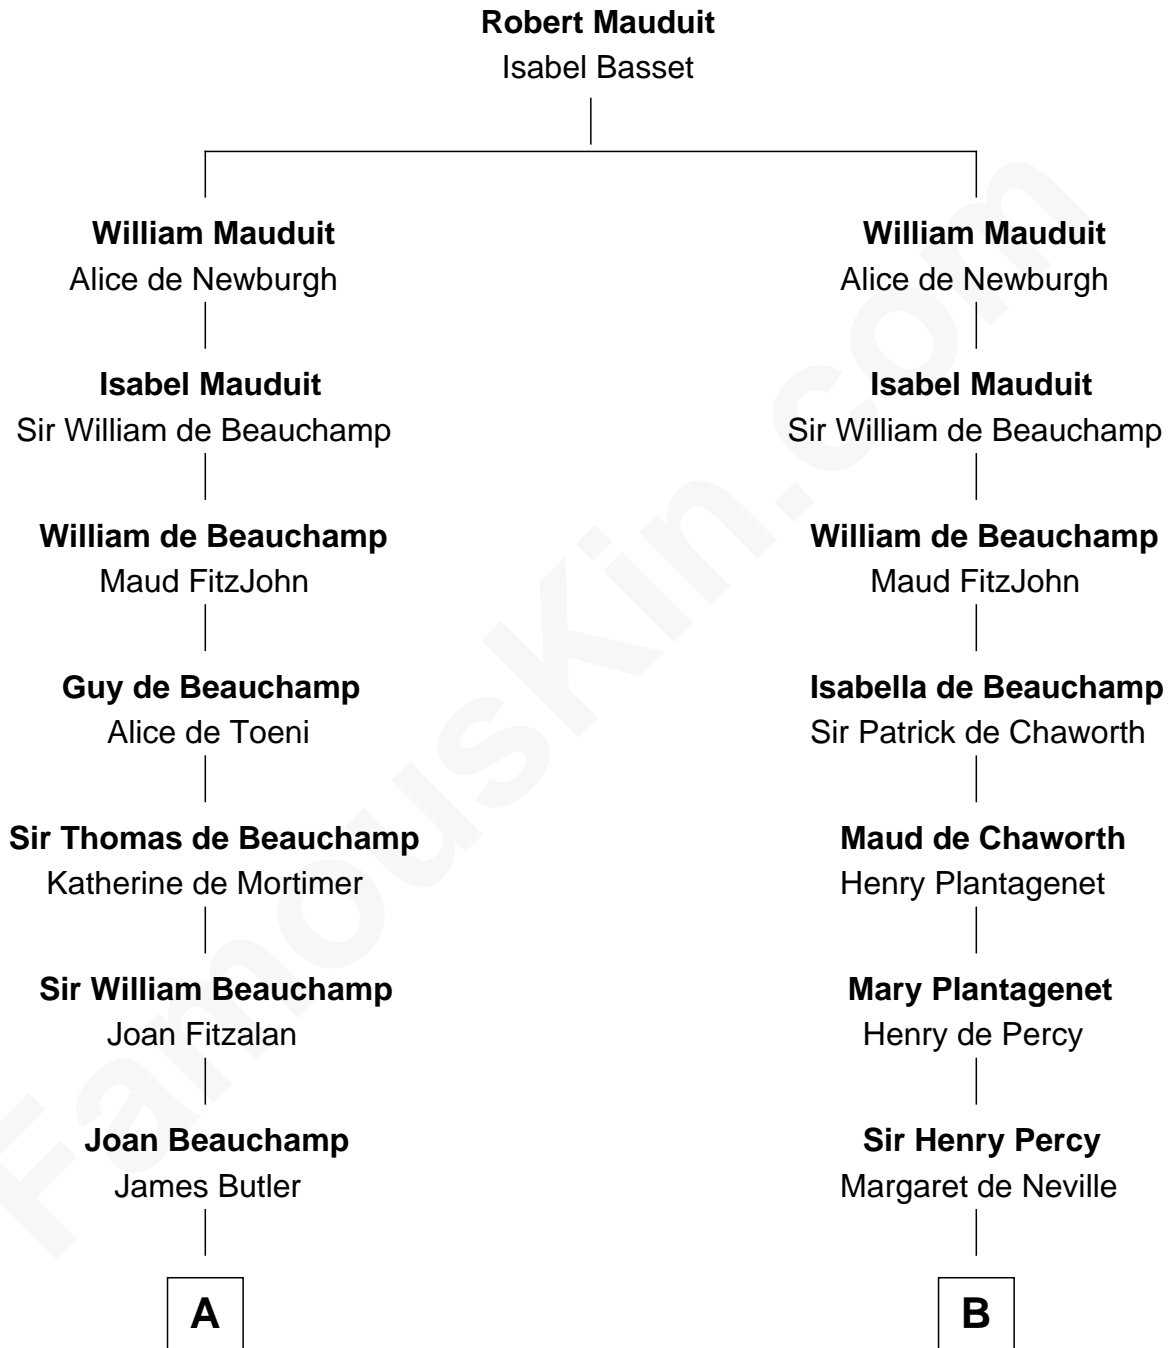 Robert Mauduit
Isabel Basset
William Mauduit
Alice de Newburgh
William Mauduit
Alice de Newburgh
Isabel Mauduit
Sir William de Beauchamp
Isabel Mauduit
Sir William de Beauchamp
William de Beauchamp
Maud FitzJohn
William de Beauchamp
Maud FitzJohn
Guy de Beauchamp
Alice de Toeni
Isabella de Beauchamp
Sir Patrick de Chaworth
Sir Thomas de Beauchamp
Katherine de Mortimer
Maud de Chaworth
Henry Plantagenet
Sir William Beauchamp
Joan Fitzalan
Mary Plantagenet
Henry de Percy
Joan Beauchamp
James Butler
Sir Henry Percy
Margaret de Neville
A
B
FamousKin.com